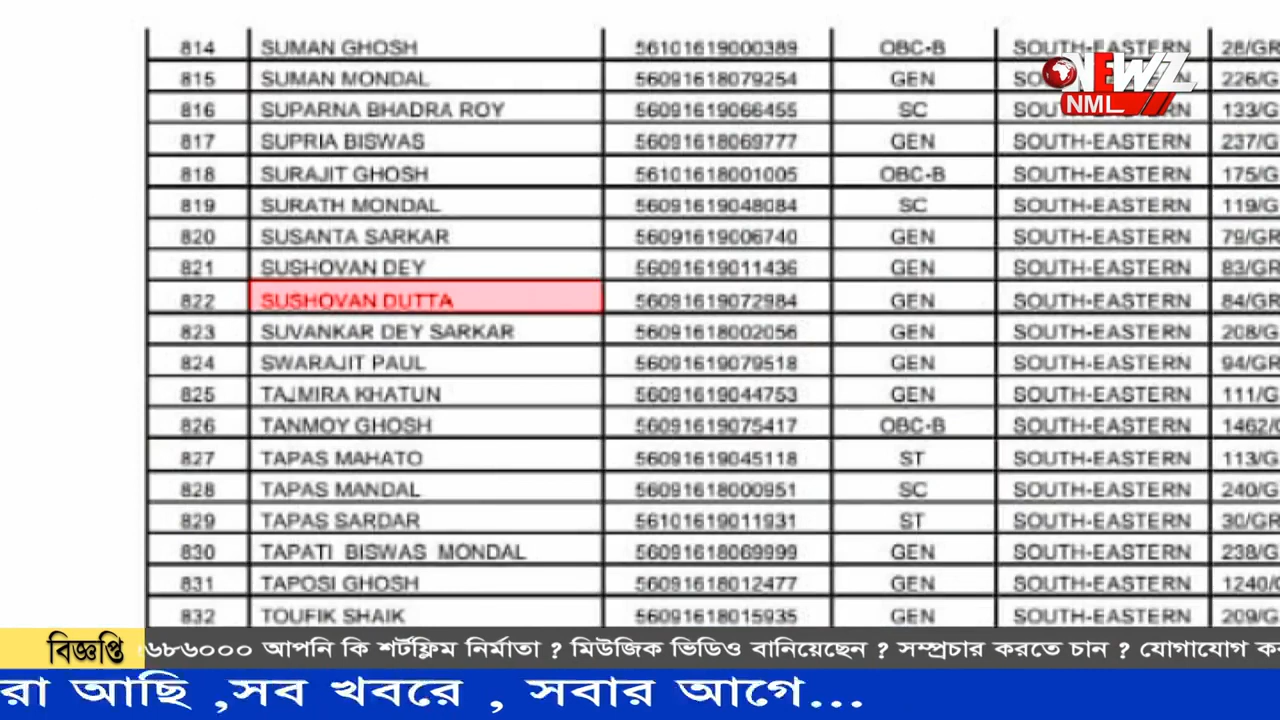 814 SUMAN GHOSH 56101619000389 OBC-B SOUTH-EASTERN 28/GR
815 SUMAN MONDAL 56091618079254 GEN 226/G
816 SUPARNA BHADRA ROY 56091619066455 SC 133/G
817 SUPRIA BISWAS 56091618069777 GEN SOUTH-EASTERN 237/G
818 SURAJIT GHOSH 56101618001005 OBC-B SOUTH-EASTERN 175/G
819 SURATH MONDAL 56091619048084 SC SOUTH-EASTERN 119/G
820 SUSANTA SARKAR 56091619006740 GEN SOUTH-EASTERN 79/GR
821 SUSHOVAN DEY 56091619011436 GEN SOUTH-EASTERN 83/GR
822 SUSHOVAN DUTTA 56091619072984 GEN SOUTH-EASTERN 84/GR
823 SUVANKAR DEY SARKAR 56091618002056 GEN SOUTH-EASTERN 208/G
824 SWARAJIT PAUL 56091619079518 GEN SOUTH-EASTERN 94/GR
825 TAJMIRA KHATUN 56091619044753 GEN SOUTH-EASTERN 111/G
826 TANMOY GHOSH 56091619075417 OBC-B SOUTH-EASTERN 1462/
827 TAPAS MAHATO 56091619045118 ST SOUTH-EASTERN 113/G
828 TAPAS MANDAL 56091618000951 SC SOUTH-EASTERN 240/G
829 TAPAS SARDAR 56101619011931 ST SOUTH-EASTERN 30/GR
830 TAPATI BISWAS MONDAL 56091618069999 GEN SOUTH-EASTERN 238/G
831 TAPOSI GHOSH 56091618012477 GEN SOUTH-EASTERN 1240/
832 TOUFIK SHAIK 56091618015935 GEN SOUTH-EASTERN 209/G
NEWZ
NML
বিজ্ঞপ্তি ৬৮৬০০০ আপনি কি শর্টফ্লিম নির্মাতা ? মিউজিক ভিডিও বানিয়েছেন ? সম্প্রচার করতে চান ? যোগাযোগ কর
রা আছি ,সব খবরে , সবার আগে...